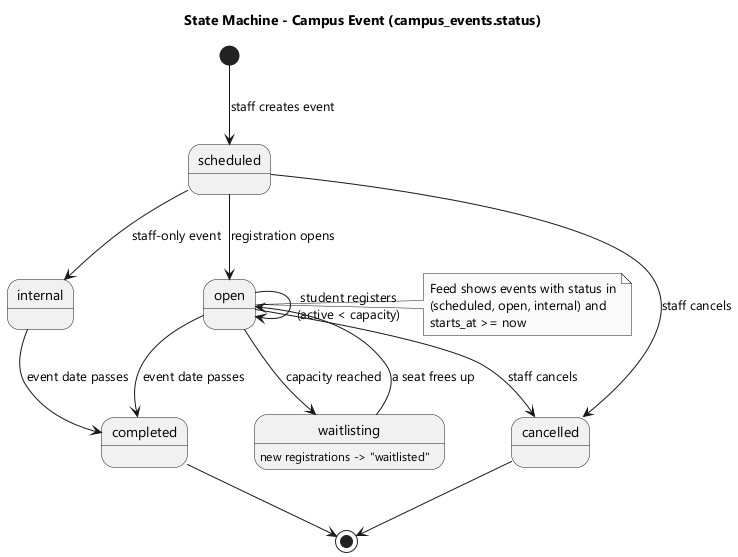 State Machine - Campus Event (campus_events.status)
staff creates event
scheduled
staff-only event
registration opens
internal
open
student registers
(active < capacity)
Feed shows events with status in
(scheduled, open, internal) and
starts_at >= now
staff cancels
event date passes
event date passes
capacity reached
a seat frees up
staff cancels
completed
waitlisting
new registrations -> "waitlisted"
cancelled